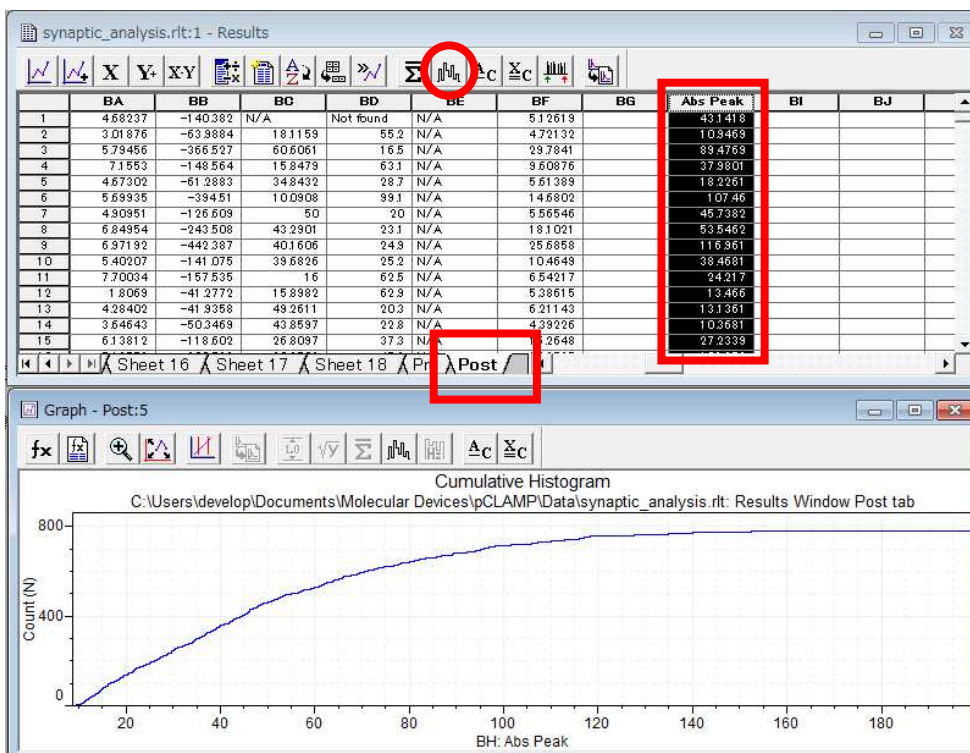 synaptic_analysis.rlt:1 - Results
X Y+ X-Y Σ A̲C X̲C
BA BB BC BD BE BF BG Abs Peak BI BJ
1 4.68237 -140.382 N/A Not found N/A 5.12619 43.1418
2 3.01876 -63.9884 18.1159 55.2 N/A 4.72132 10.9469
3 5.79456 -366.527 60.6061 16.5 N/A 29.7841 89.4769
4 7.1553 -148.564 15.8479 63.1 N/A 9.60876 37.9801
5 4.67302 -61.2883 34.8432 28.7 N/A 5.61389 18.2261
6 5.69935 -394.51 10.0908 99.1 N/A 14.6802 107.46
7 4.90951 -126.609 50 20 N/A 5.56546 45.7382
8 6.84954 -243.508 43.2901 23.1 N/A 18.1021 53.5462
9 6.97192 -442.387 40.1606 24.9 N/A 25.6858 116.961
10 5.40207 -141.075 39.6826 25.2 N/A 10.4649 38.4681
11 7.70034 -157.535 16 62.5 N/A 6.54217 24.217
12 1.8069 -41.2772 15.8982 62.9 N/A 5.38615 13.466
13 4.28402 -41.9358 49.2611 20.3 N/A 6.21143 13.1361
14 3.64643 -50.3469 43.8597 22.8 N/A 4.39226 10.3681
15 6.13812 -118.602 26.8097 37.3 N/A 27.2339
Sheet 16 Sheet 17 Sheet 18 Pr Post
Graph - Post:5
fx fx 1.0 √y Σ A̲C X̲C
Cumulative Histogram
C:\Users\develop\Documents\Molecular Devices\pCLAMP\Data\synaptic_analysis.rlt: Results Window Post tab
800
400
0
Count (N)
20 40 60 80 100 120 140 160 180
BH: Abs Peak